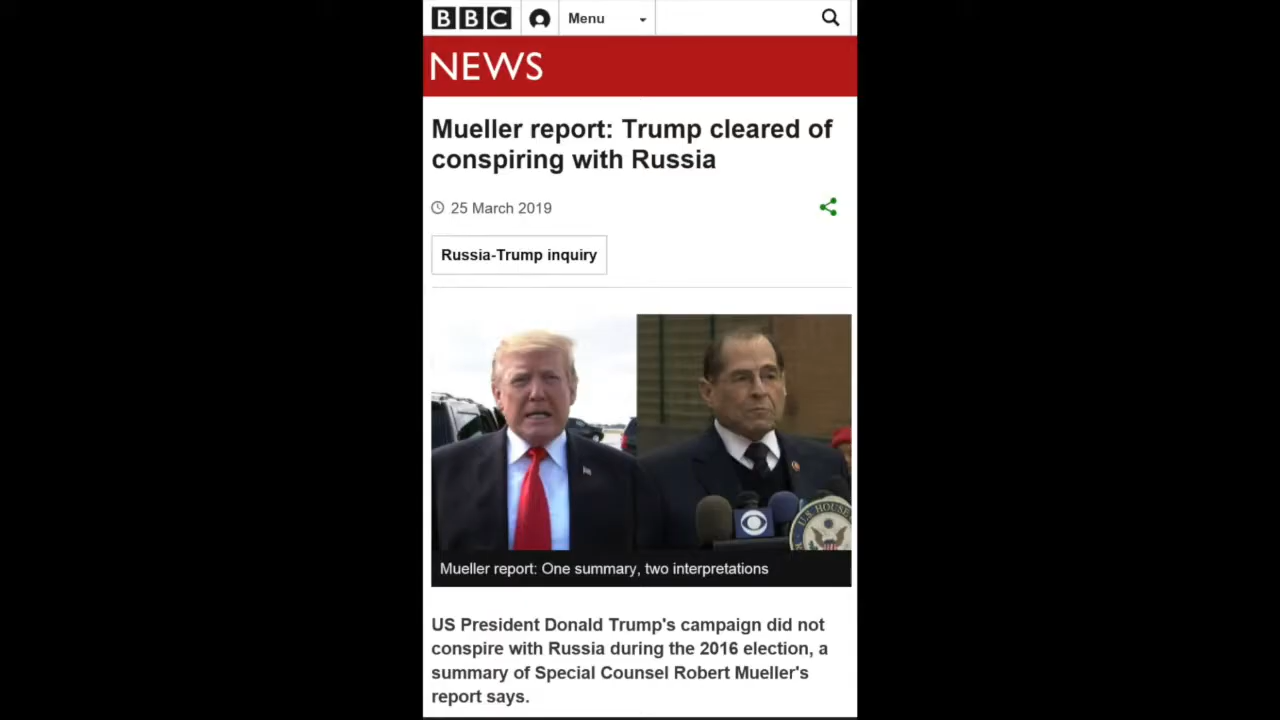 BBC Menu
NEWS
Mueller report: Trump cleared of
conspiring with Russia
25 March 2019
Russia-Trump inquiry
U.S. HOUSE
Mueller report: One summary, two interpretations
US President Donald Trump's campaign did not
conspire with Russia during the 2016 election, a
summary of Special Counsel Robert Mueller's
report says.